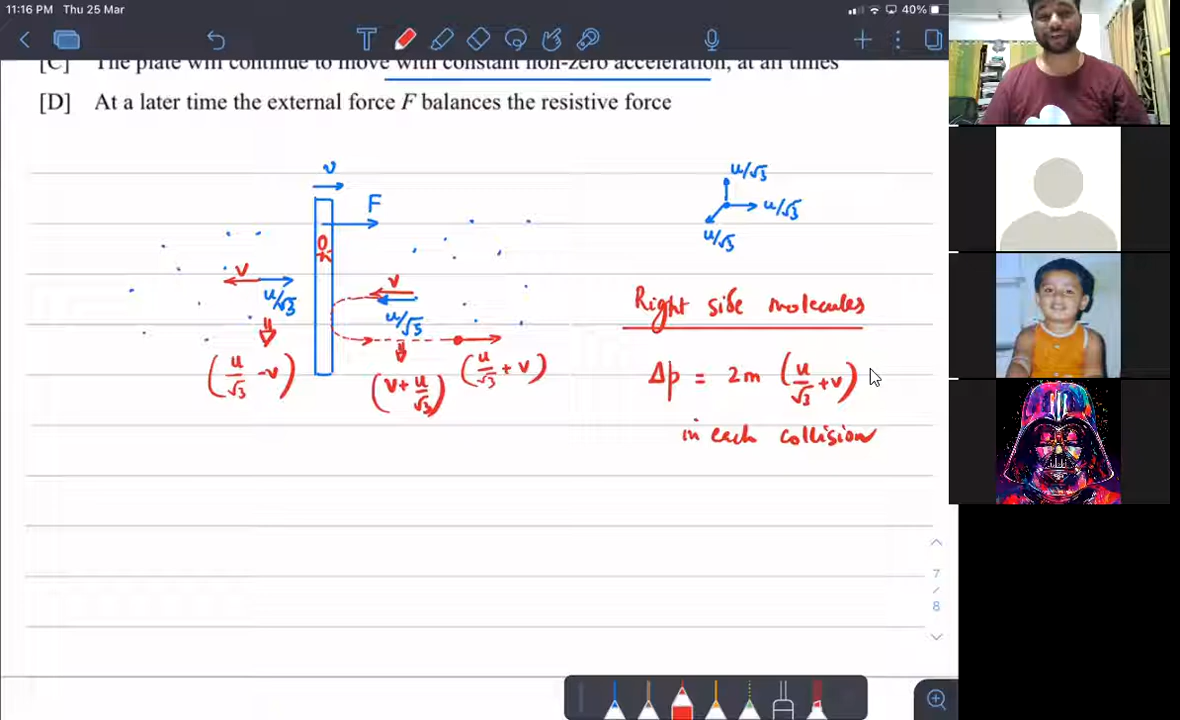 11:16 PM Thu 25 Mar
40%
[C] The plate will continue to move with constant non-zero acceleration, at all times
[D] At a later time the external force F balances the resistive force
v
F
v
u/√3
(u/√3 -v)
v
u/√3
(v+ u/√3)
(u/√3 + v)
u/√3
u/√3
u/√3
Right side molecules
Δp = 2m (u/√3 +v)
in each collision
7
/
8